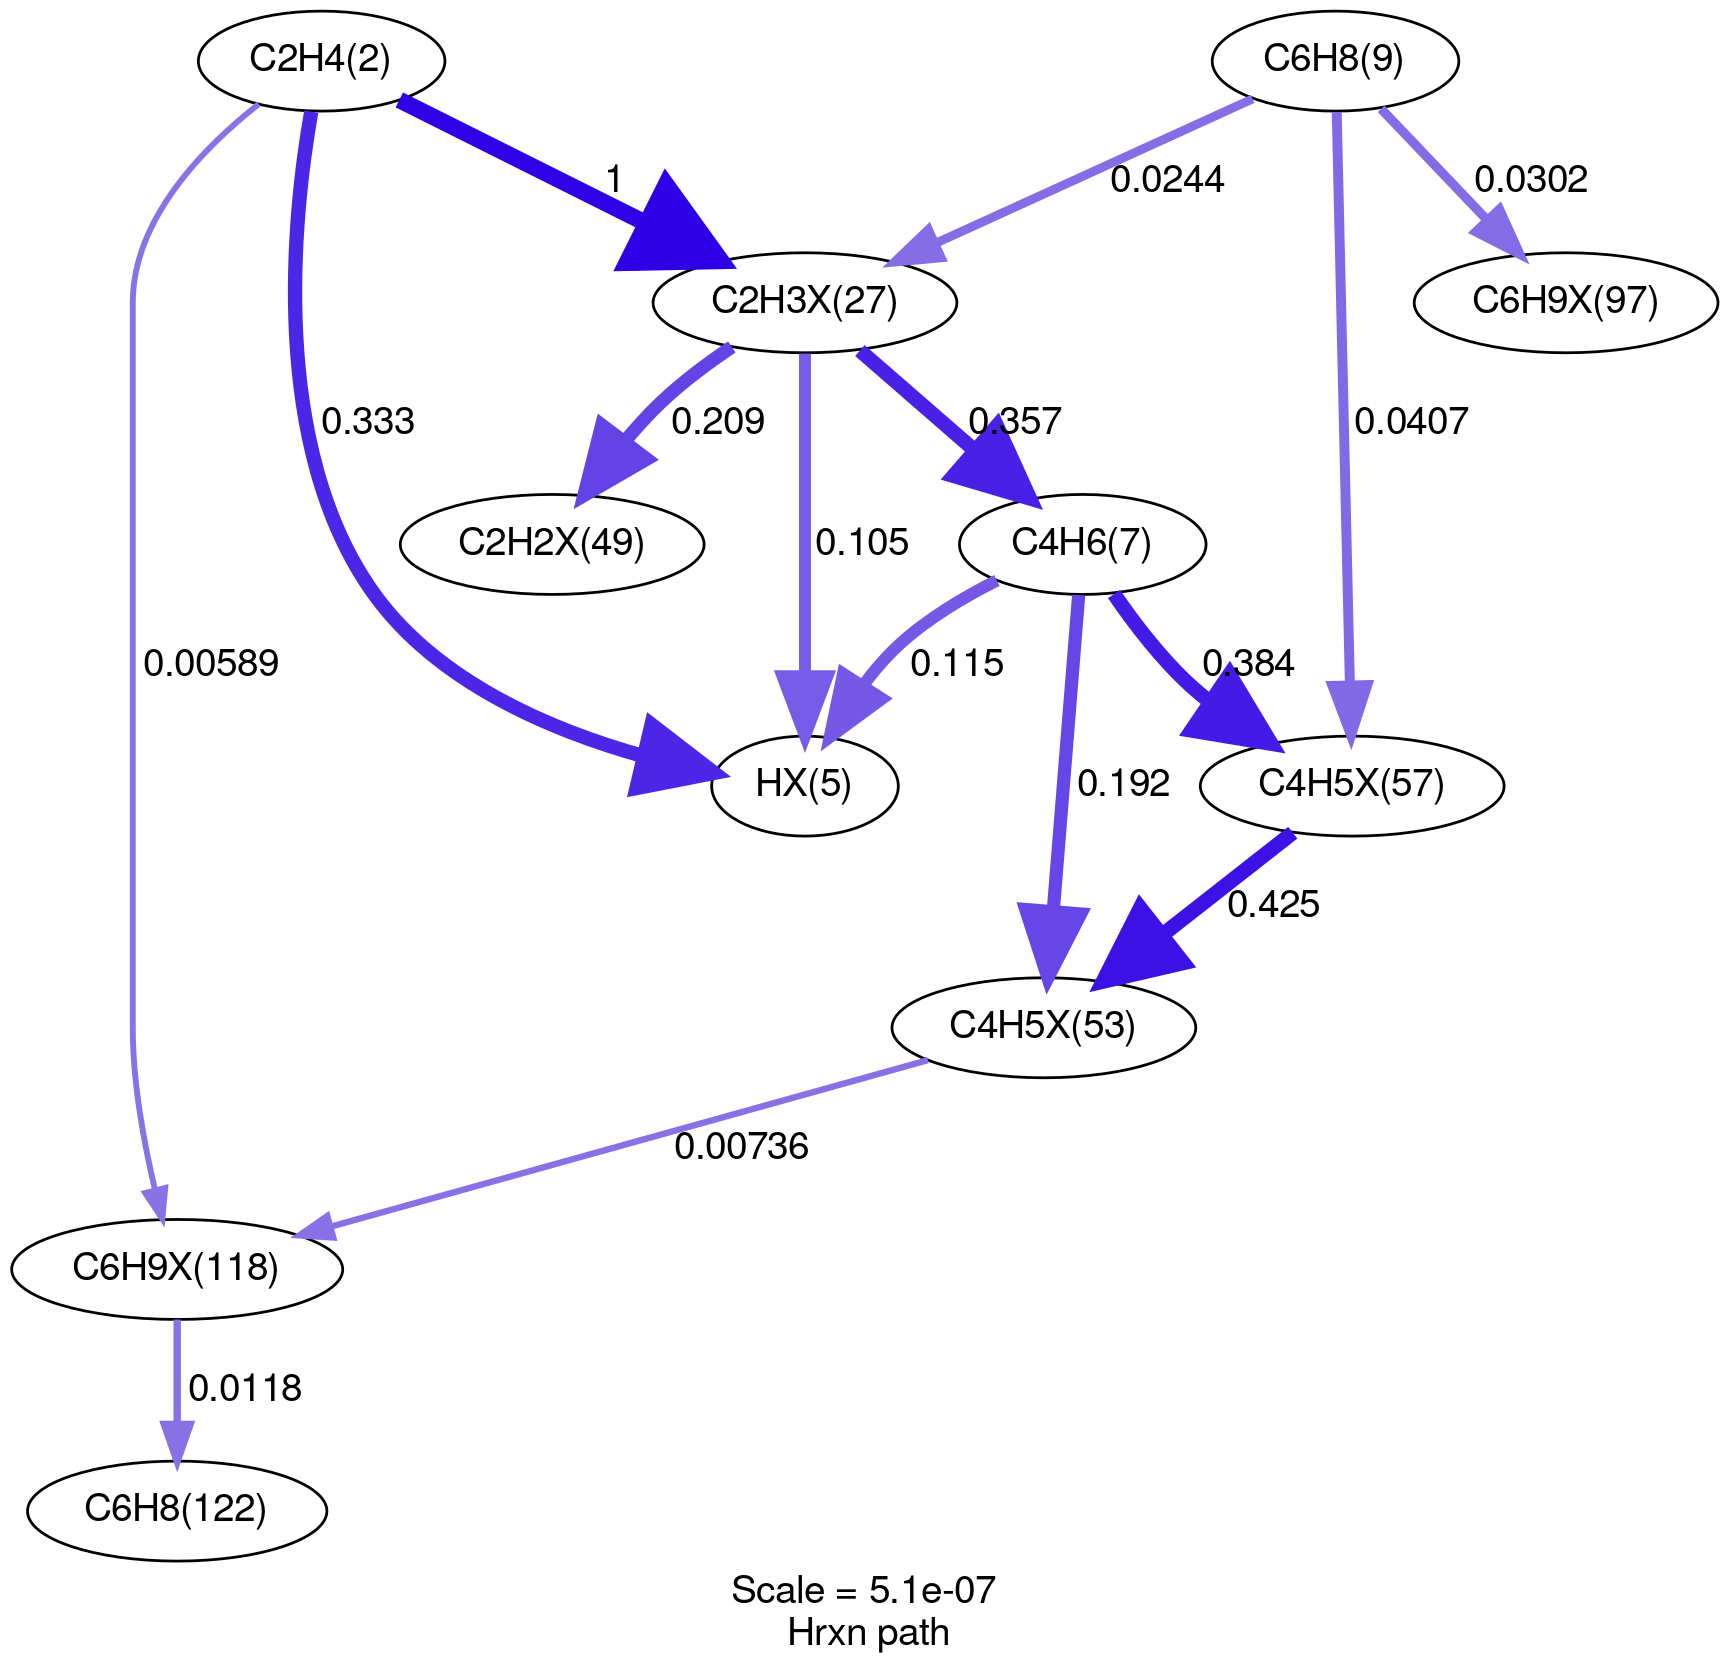 C2H4(2)
C6H8(9)
1
0.0244
0.0302
C2H3X(27)
C6H9X(97)
0.333
0.209
0.357
0.0407
C2H2X(49)
C4H6(7)
0.105
0.00589
0.115
0.384
HX(5)
0.192
C4H5X(57)
0.425
C4H5X(53)
0.00736
C6H9X(118)
0.0118
C6H8(122)
Scale = 5.1e-07
Hrxn path